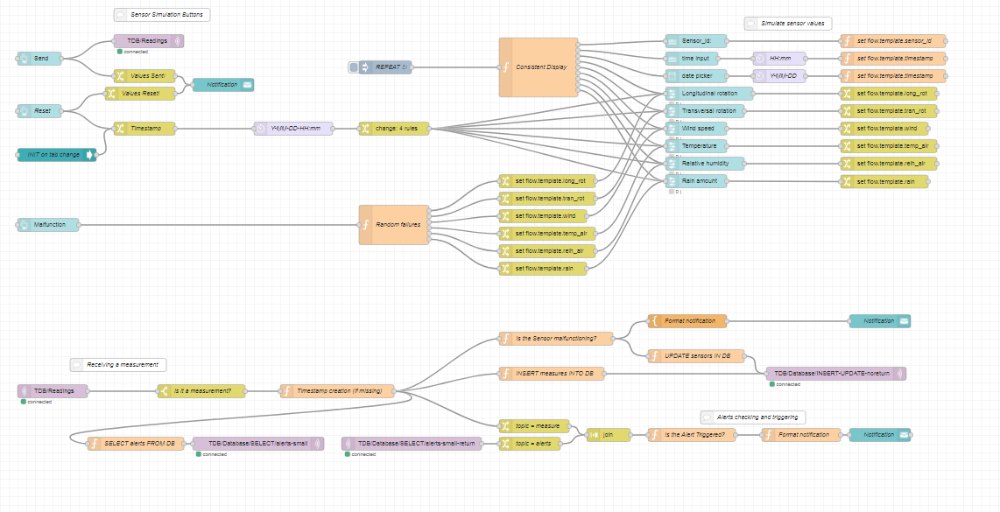 Sensor Simulation Buttons
Simulate sensor values
Send
TDB/Readings
connected
Values Sent!
Values Reset!
Notification
Reset
Timestamp
INIT on tap change
Y-M/M/-DD-HH:mm
change: 4 rules
REPEAT ↻
Consistent Display
Sensor_id:
set flow.template.sensor_id
time input
HH:mm
set flow.template.timestamp
date picker
Y-M/M/-DD
set flow.template.timestamp
Longitudinal rotation
set flow.template.long_rot
Transversal rotation
set flow.template.tran_rot
Wind speed
set flow.template.wind
Temperature
set flow.template.temp_air
Relative humidity
set flow.template.relh_air
Rain amount
set flow.template.rain
Malfunction
Random failures
set flow.template.long_rot
set flow.template.tran_rot
set flow.template.wind
set flow.template.temp_air
set flow.template.relh_air
set flow.template.rain
Receiving a measurement
TDB/Readings
connected
Is it a measurement?
Timestamp creation (if missing)
Is the Sensor malfunctioning?
Format notification
Notification
UPDATE sensors IN DB
INSERT measures INTO DB
TDB/Database/INSERT-UPDATE-noreturn
connected
Alerts checking and triggering
SELECT alerts FROM DB
TDB/Database/SELECT/alerts-small
connected
TDB/Database/SELECT/alerts-small-return
connected
topic = measure
topic = alerts
join
Is the Alert Triggered?
Format notification
Notification